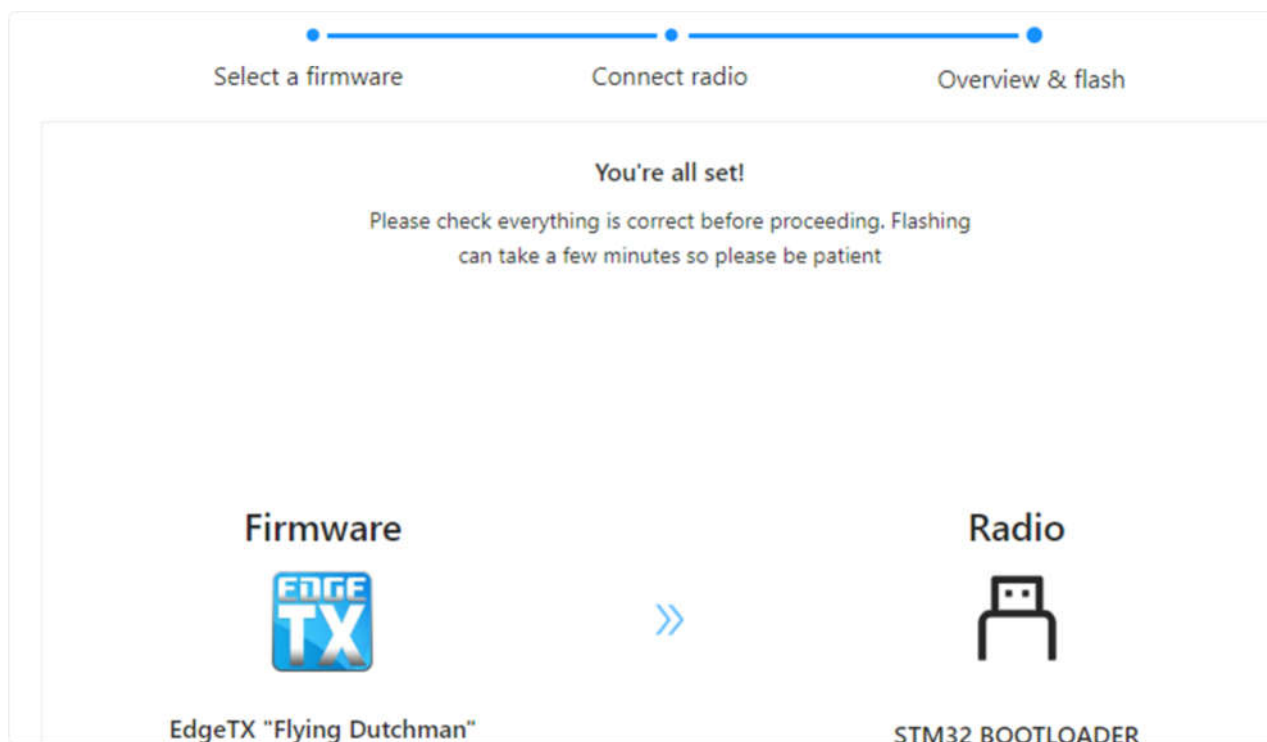 Select a firmware
Connect radio
Overview & flash
You're all set!
Please check everything is correct before proceeding. Flashing
can take a few minutes so please be patient
Firmware
Radio
EDGE
TX
EdgeTX "Flying Dutchman"
STM32 BOOTLOADER